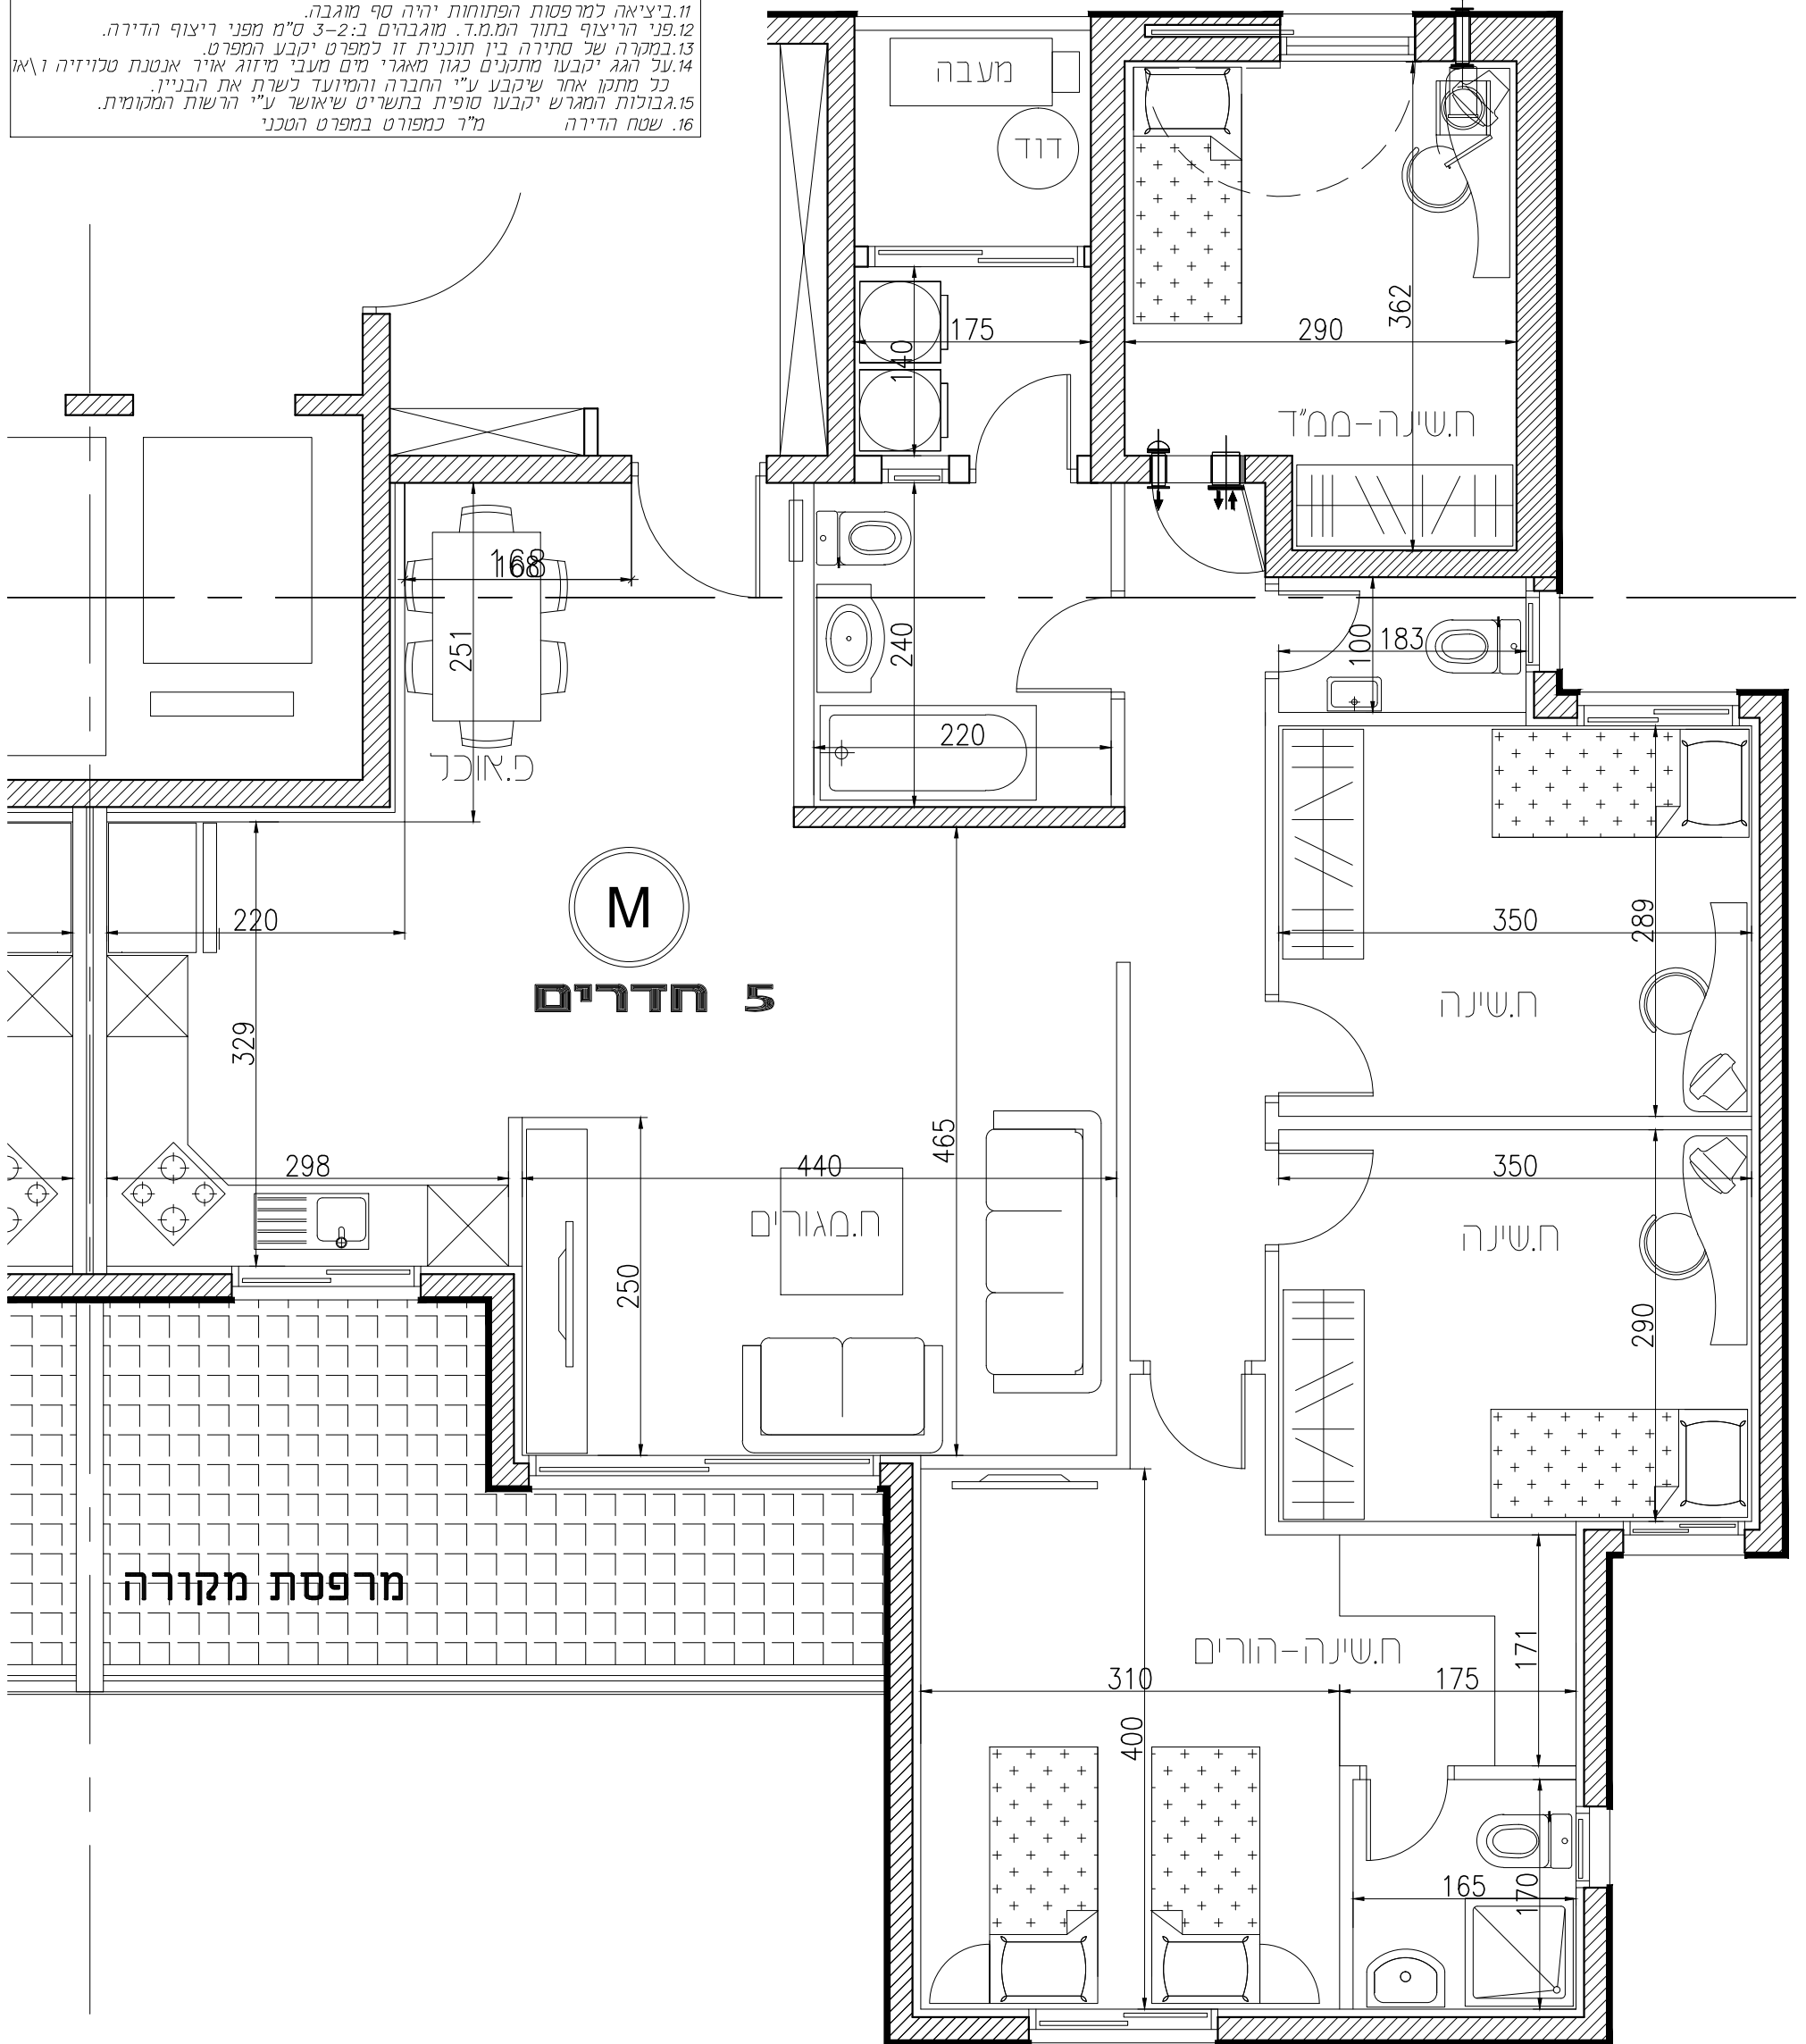 11.ביציאה למרפסות הפתוחות יהיה סף מוגבה.
12.פני הריצוף בתוך הממ.ד. מוגבהים ב: 3-2 ס"מ מפני ריצוף הדירה.
13.במקרה של סתירה בין תוכנית זו למפרט יקבע המפרט.
14.על הגג יקבעו מתקנים כגון מאגרי מים מעבי מיזוג אויר אנטנת טלויזיה ו\או
כל מתקן אחר שיקבע ע"י החברה והמיועד לשרת את הבניין.
15.גבולות המגרש יקבעו סופית בתשריט שיאושר ע"י הרשות המקומית.
16. שטח הדירה מ"ר כמפורט במפרט הטכני
מעבה
דוד
175
140
290
362
ח.שינה-ממ"ד
168
251
240
220
100
183
פ.אוכל
M
5 חדרים
220
329
298
350
289
ח.שינה
465
440
250
ח.מגורים
350
290
ח.שינה
מרפסת מקורה
ח.שינה-הורים
310
175
171
400
165
170